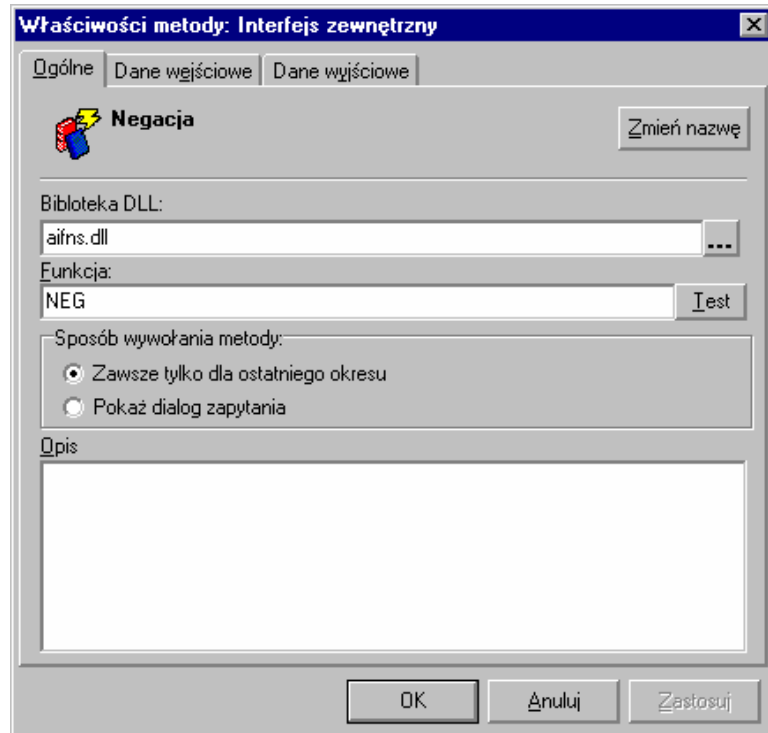 Właściwości metody: Interfejs zewnętrzny
Ogólne Dane wejściowe Dane wyjściowe
Negacja
Zmień nazwę
Bibloteka DLL:
aifns.dll
...
Funkcja:
NEG
Test
Sposób wywołania metody:
Zawsze tylko dla ostatniego okresu
Pokaż dialog zapytania
Opis
OK Anuluj Zastosuj